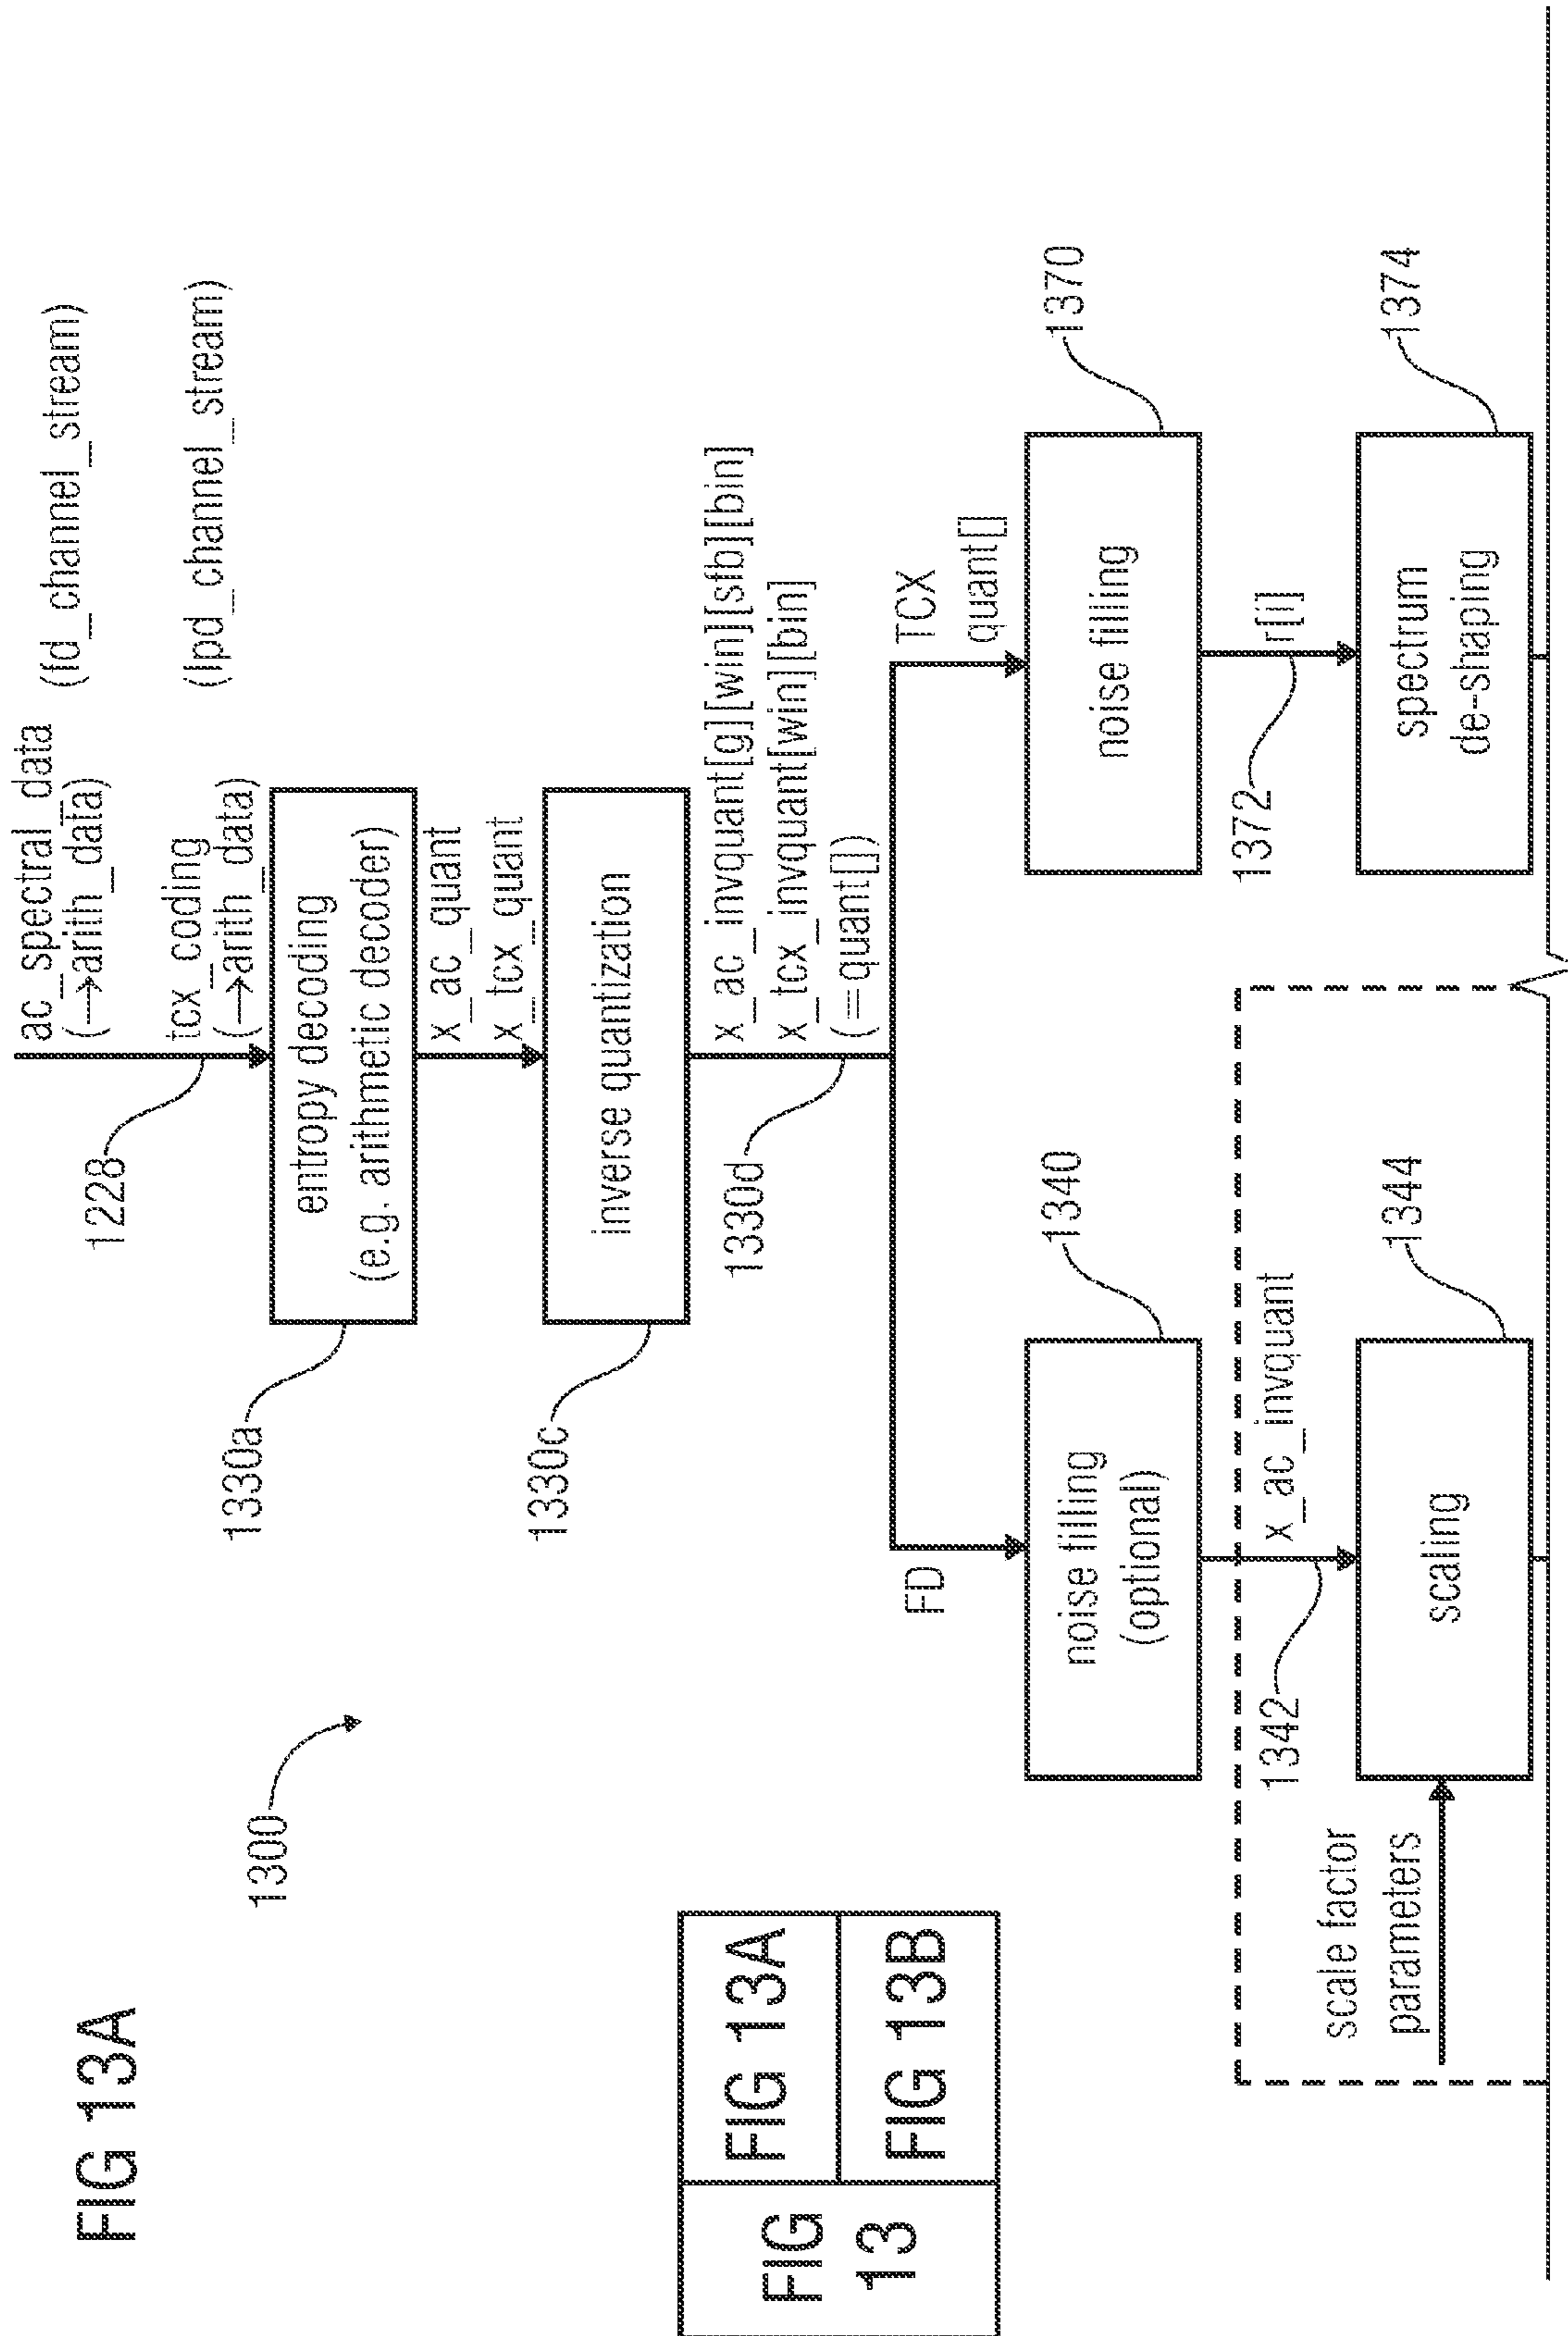 FIG 13A
1300
ac_spectral_data (fd_channel_stream)
(→arith_data)
tcx_coding (lpd_channel_stream)
(→arith_data)
1228
entropy decoding
(e.g. arithmetic decoder)
1330a
x_ac_quant
x_tcx_quant
inverse quantization
1330c
x_ac_invquant[g][win][sfb][bin]
x_tcx_invquant[win][bin]
(=quant[])
1330d
FD
TCX
quant[]
noise filling
(optional)
1340
noise filling
1370
1342
x_ac_invquant
1372
r[i]
scale factor
parameters
scaling
1344
spectrum
de-shaping
1374
FIG
13
FIG 13A
FIG 13B